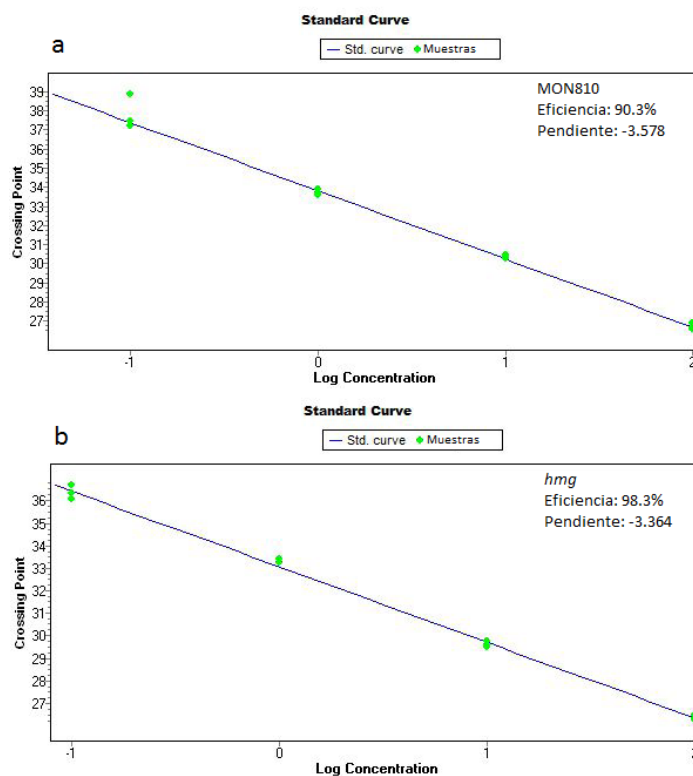 Standard Curve
a
Std. curve Muestras
MON810
Eficiencia: 90.3%
Pendiente: -3.578
Crossing Point
39
38
37
36
35
34
33
32
31
30
29
28
27
-1 0 1 2
Log Concentration
Standard Curve
b
Std. curve Muestras
hmg
Eficiencia: 98.3%
Pendiente: -3.364
Crossing Point
36
35
34
33
32
31
30
29
28
27
-1 0 1 2
Log Concentration